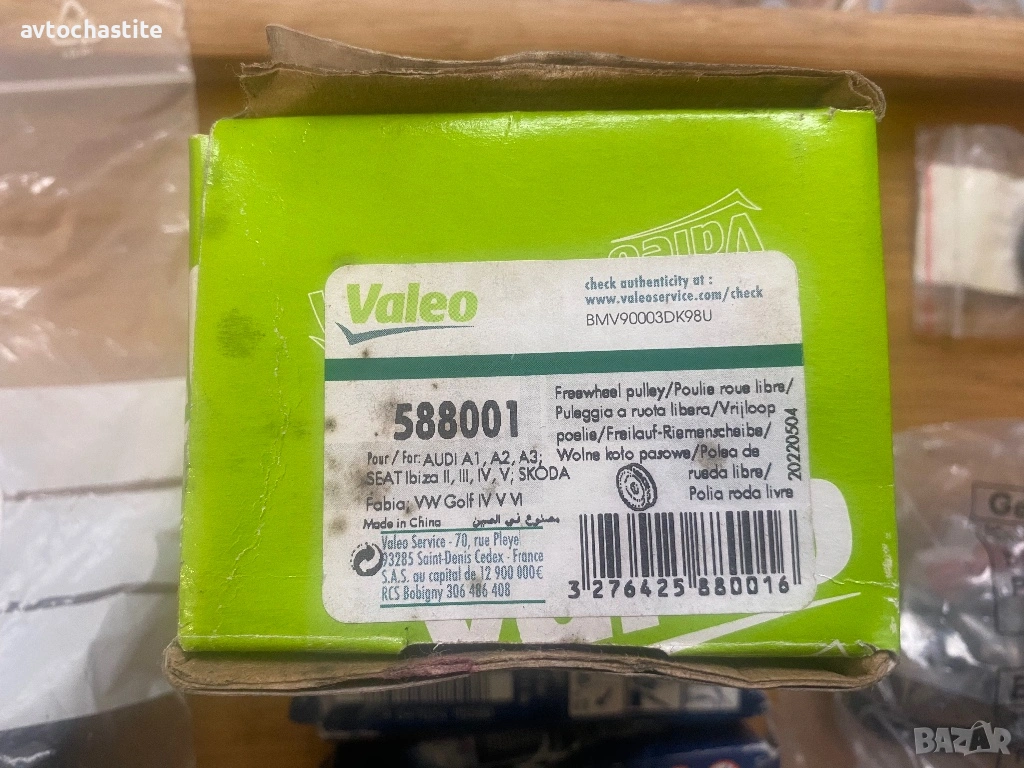 avtochastite
Valeo
Valeo
check authenticity at :
www.valeoservice.com/check
BMV90003DK98U
588001
Pour / for: AUDI A1, A2, A3;
SEAT Ibiza II, III, IV, V; SKODA
Fabia; VW Golf IV V VI
Made in China مصنوع في الصين
Freewheel pulley/Poulie roue libre/
Puleggia a ruota libera/Vrijloop
poelie/Freilauf-Riemenscheibe/
Wolne koło pasowe/Polea de
rueda libre/
Polia roda livre
20220504
Valeo Service - 70, rue Pleyel
93285 Saint-Denis Cedex - France
S.A.S. au capital de 12 900 000€
RCS Bobigny 306 486 408
3 276425 880016
Ge
BAZAR